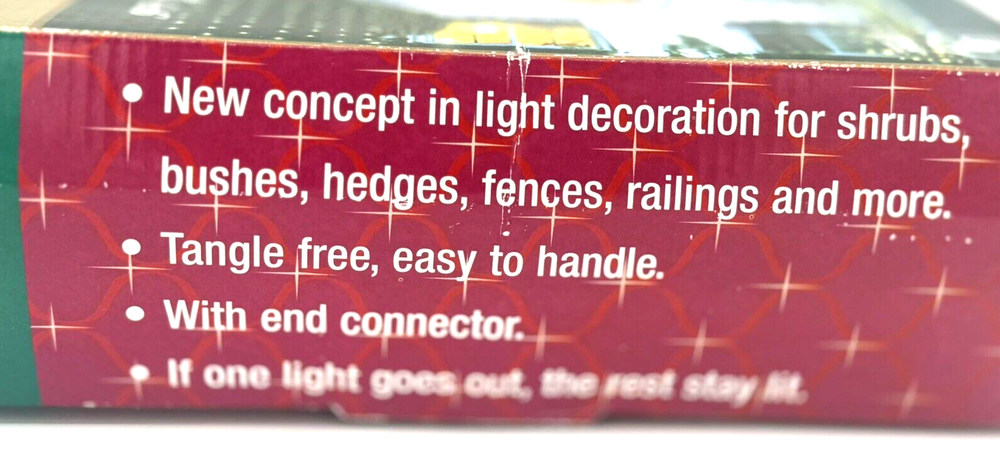 • New concept in light decoration for shrubs,
bushes, hedges, fences, railings and more.
• Tangle free, easy to handle.
• With end connector.
• If one light goes out, the rest stay lit.